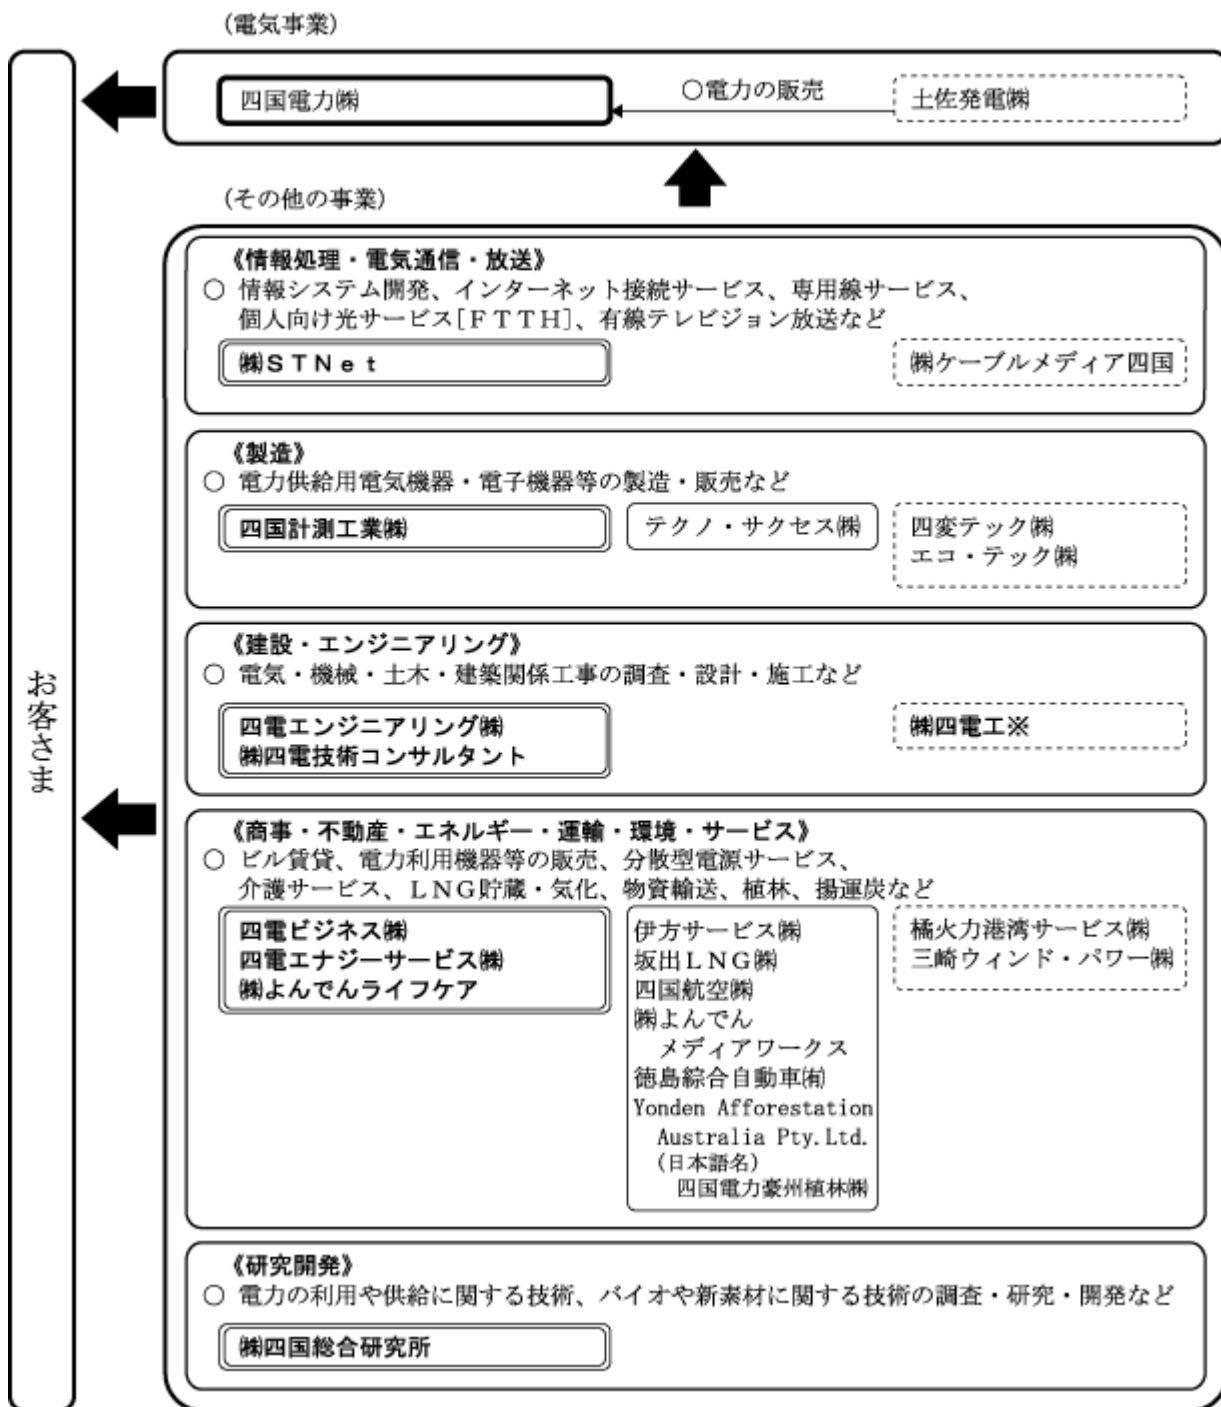 (電気事業)
四国電力㈱
○電力の販売
土佐発電㈱
(その他の事業)
《情報処理・電気通信・放送》
○ 情報システム開発、インターネット接続サービス、専用線サービス、
個人向け光サービス[FTTH]、有線テレビジョン放送など
㈱STNet
㈱ケーブルメディア四国
《製造》
○ 電力供給用電気機器・電子機器等の製造・販売など
四国計測工業㈱
テクノ・サクセス㈱
四変テック㈱
エコ・テック㈱
《建設・エンジニアリング》
○ 電気・機械・土木・建築関係工事の調査・設計・施工など
四電エンジニアリング㈱
㈱四電技術コンサルタント
㈱四電工※
《商事・不動産・エネルギー・運輸・環境・サービス》
○ ビル賃貸、電力利用機器等の販売、分散型電源サービス、
介護サービス、LNG貯蔵・気化、物資輸送、植林、揚運炭など
四電ビジネス㈱
四電エナジーサービス㈱
㈱よんでんライフケア
伊方サービス㈱
坂出LNG㈱
四国航空㈱
㈱よんでん
メディアワークス
徳島綜合自動車㈲
Yonden Afforestation
Australia Pty.Ltd.
(日本語名)
四国電力豪州植林㈱
橘火力港湾サービス㈱
三崎ウィンド・パワー㈱
《研究開発》
○ 電力の利用や供給に関する技術、バイオや新素材に関する技術の調査・研究・開発など
㈱四国総合研究所
お客さま